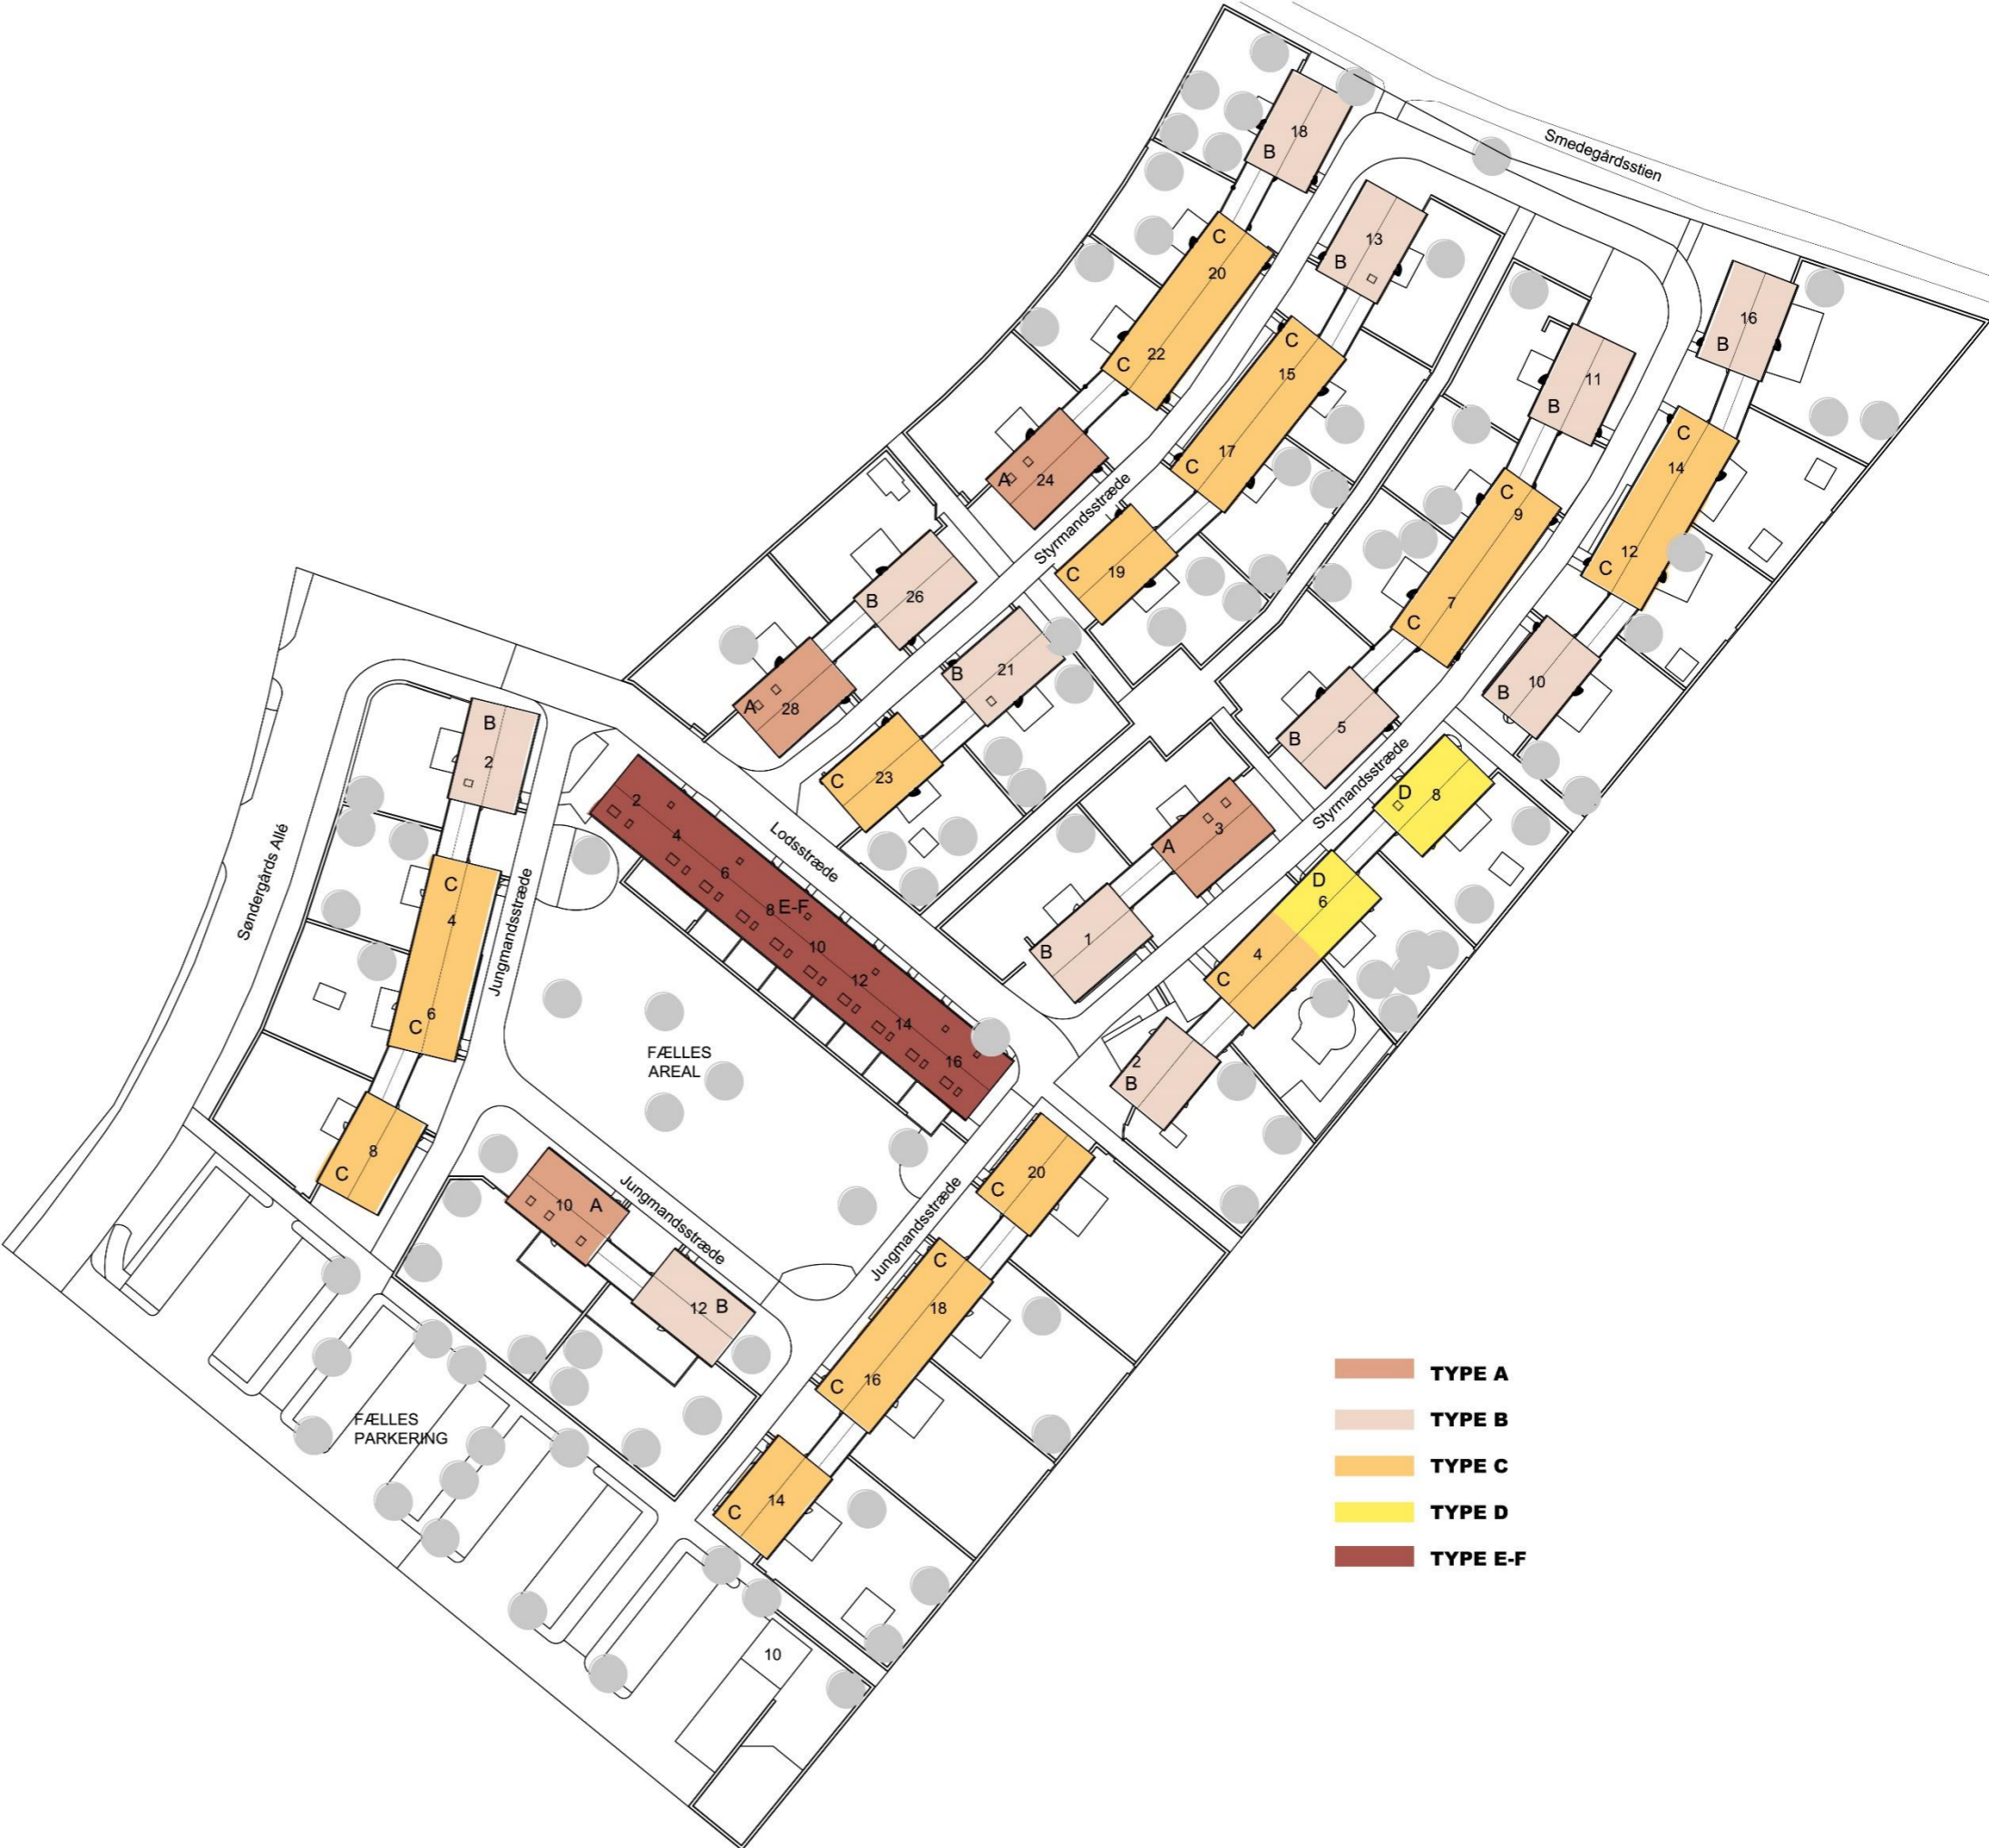 Smedegårdsstien
18
B
13
B
C
20
22
C
16
B
C
15
17
C
11
B
C
14
12
C
A
24
Styrmandsstræde
C
9
7
C
C
19
B
26
B
21
10
B
A
28
B
5
B
2
C
23
Styrmandsstræde
D
8
2
4
6
8
E-F
10
12
14
16
Lodsstræde
A
3
Søndergårds Allé
C
4
C
6
Jungmandsstræde
B
1
D
6
4
C
FÆLLES
AREAL
2
B
8
C
20
C
10
A
Jungmandsstræde
12
B
Jungmandsstræde
C
18
16
C
FÆLLES
PARKERING
14
C
10
TYPE A
TYPE B
TYPE C
TYPE D
TYPE E-F